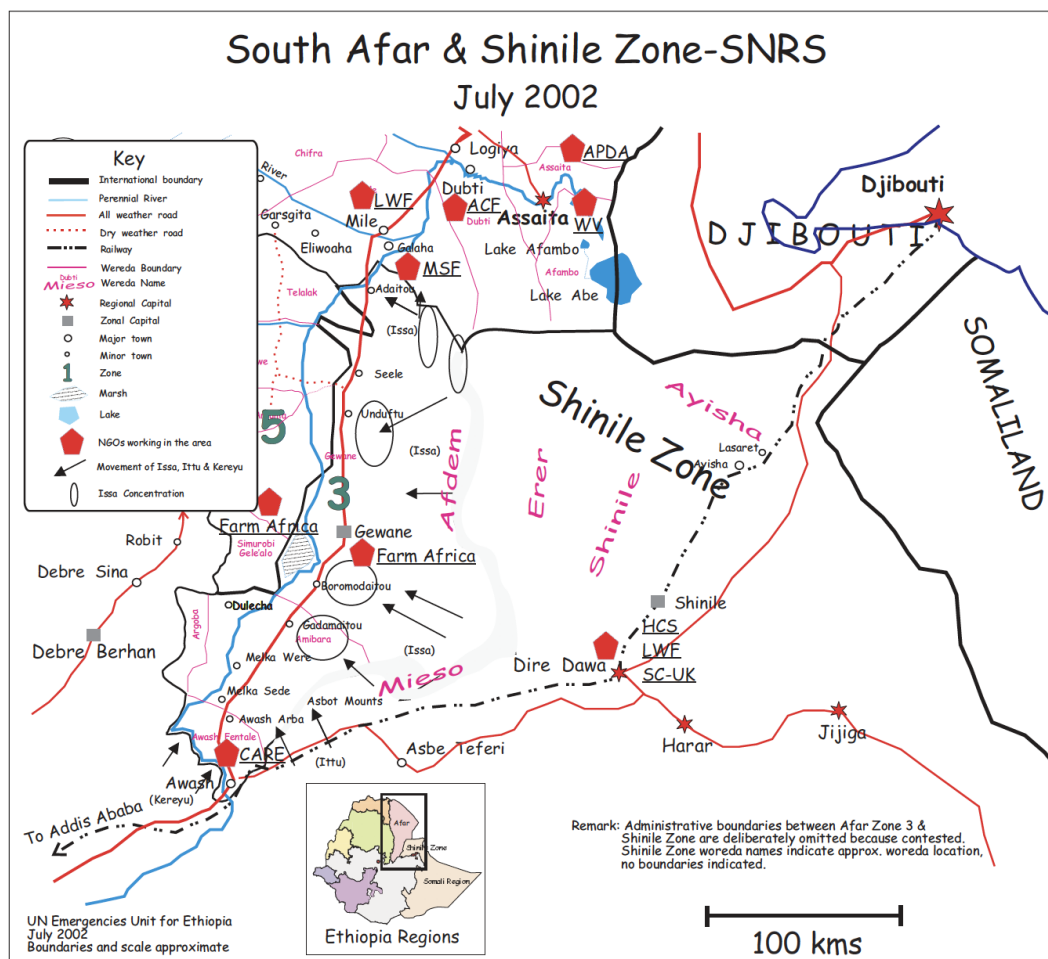 South Afar & Shinile Zone-SNRS
July 2002
Key
International boundary
Perennial River
All weather road
Dry weather road
Railway
Wereda Boundary
Dubti
Mieso
Wereda Name
Regional Capital
Zonal Capital
Major town
Minor town
1
Zone
Marsh
Lake
NGOs working in the area
Movement of Issa, Ittu & Kereyu
Issa Concentration
Chifra
River
Garsgita
Eliwoaha
LWF
Mile
Galaha
MSF
Adaitou
Telalak
(Issa)
Logiya
Dubti
ACF
Dubti
Assaita
APDA
Assaita
WV
Lake Afambo
Afambo
Lake Abe
Djibouti
DJIBOUTI
SOMALILAND
Seele
Unduftu
5
Gewane
(Issa)
3
Afdem
Erer
Shinile
Shinile Zone
Ayisha
Lasaret
Ayisha
Farm Africa
Simurobi
Gele'alo
Gewane
Farm Africa
Robit
Debre Sina
Debre Berhan
Boromodaitou
Dulecha
Argaba
Gadamaitou
Amibara
(Issa)
Melka Were
Mieso
Melka Sede
Asbot Mounts
Awash Arba
Awash Fentale
CARE
(Ittu)
Awash
(Kereyu)
To Addis Ababa
Asbe Teferi
Shinile
HCS
LWF
SC-UK
Dire Dawa
Harar
Jijiga
Afar
Shinile Zone
Somali Region
Ethiopia Regions
Remark: Administrative boundaries between Afar Zone 3 &
Shinile Zone are deliberately omitted because contested.
Shinile Zone woreda names indicate approx. woreda location,
no boundaries indicated.
100 kms
UN Emergencies Unit for Ethiopia
July 2002
Boundaries and scale approximate